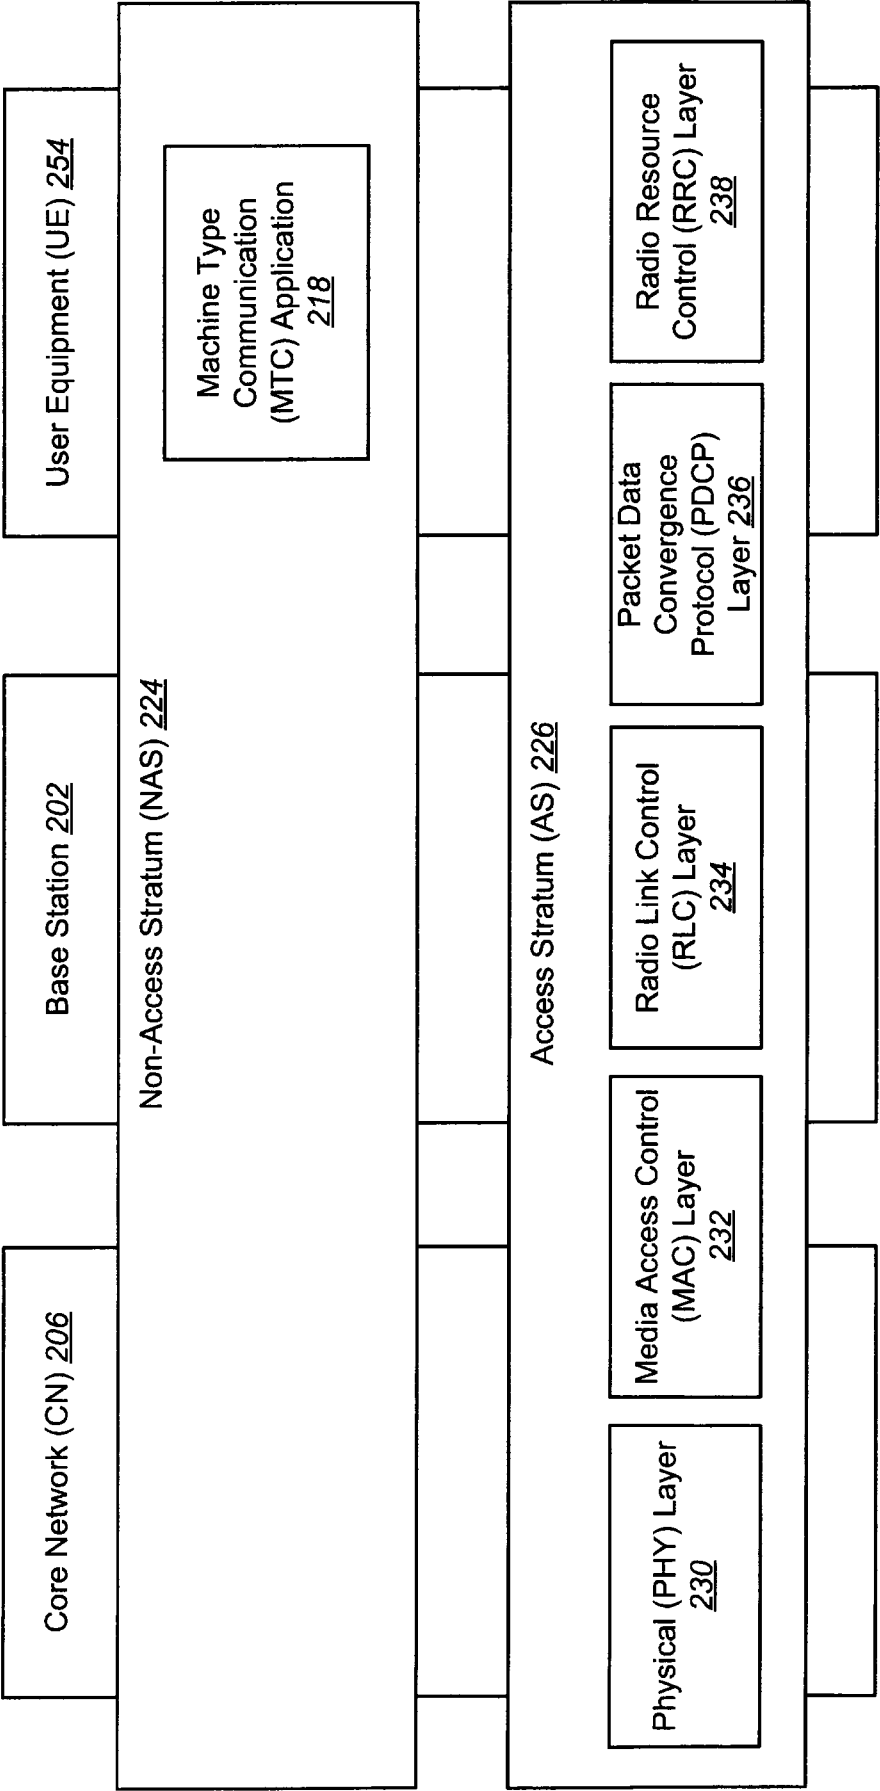 Core Network (CN) 206
Base Station 202
User Equipment (UE) 254
Non-Access Stratum (NAS) 224
Machine Type
Communication
(MTC) Application
218
Access Stratum (AS) 226
Physical (PHY) Layer
230
Media Access Control
(MAC) Layer
232
Radio Link Control
(RLC) Layer
234
Packet Data
Convergence
Protocol (PDCP)
Layer 236
Radio Resource
Control (RRC) Layer
238